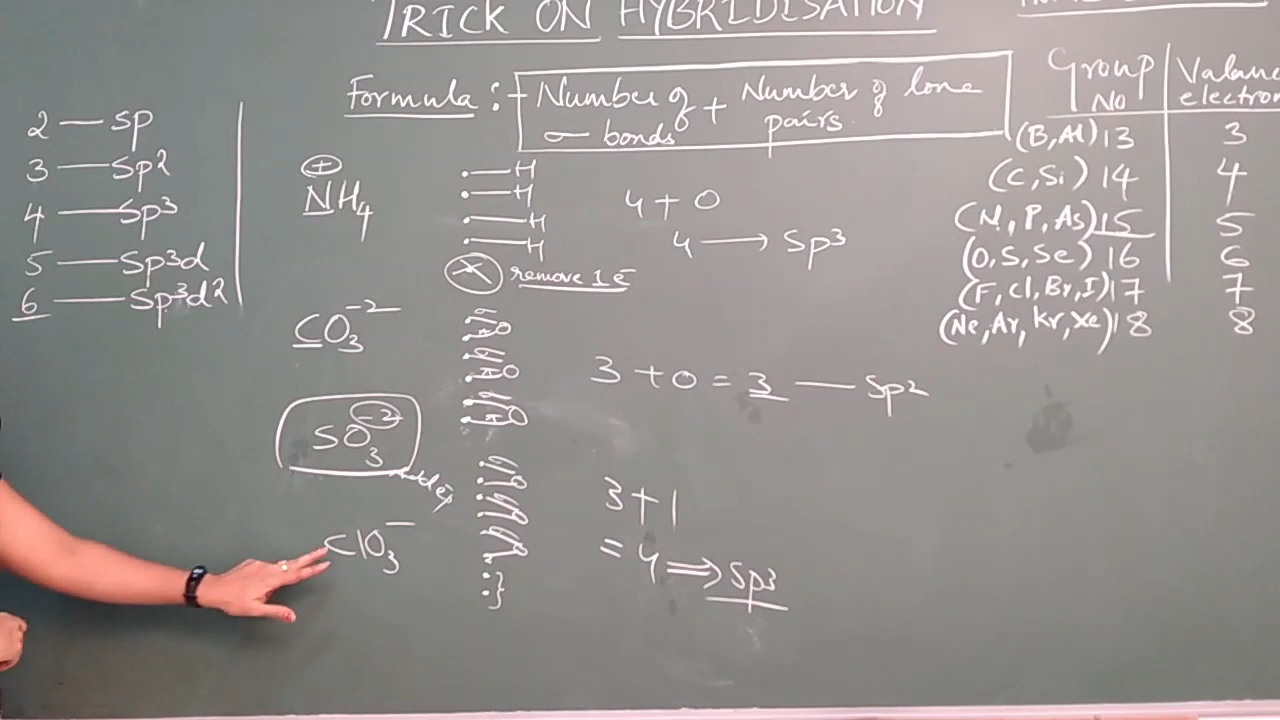 TRICK ON HYBRIDISATION
Formula :- Number of σ bonds + Number of lone pairs
2 — sp
3 — Sp2
4 — Sp3
5 — Sp3d
6 — Sp3d2
NH4 +
H
H
H
H
remove 1 e-
4 + 0
4 → Sp3
CO3 -2
π O
π O
π O
3 + 0 = 3 — Sp2
SO3 -2
3 + 1
= 4 ⇒ Sp3
ClO3 -
Group No | Valance electron
(B, Al) 13 | 3
(C, Si) 14 | 4
(N, P, As) 15 | 5
(O, S, Se) 16 | 6
(F, Cl, Br, I) 17 | 7
(Ne, Ar, Kr, Xe) 18 | 8